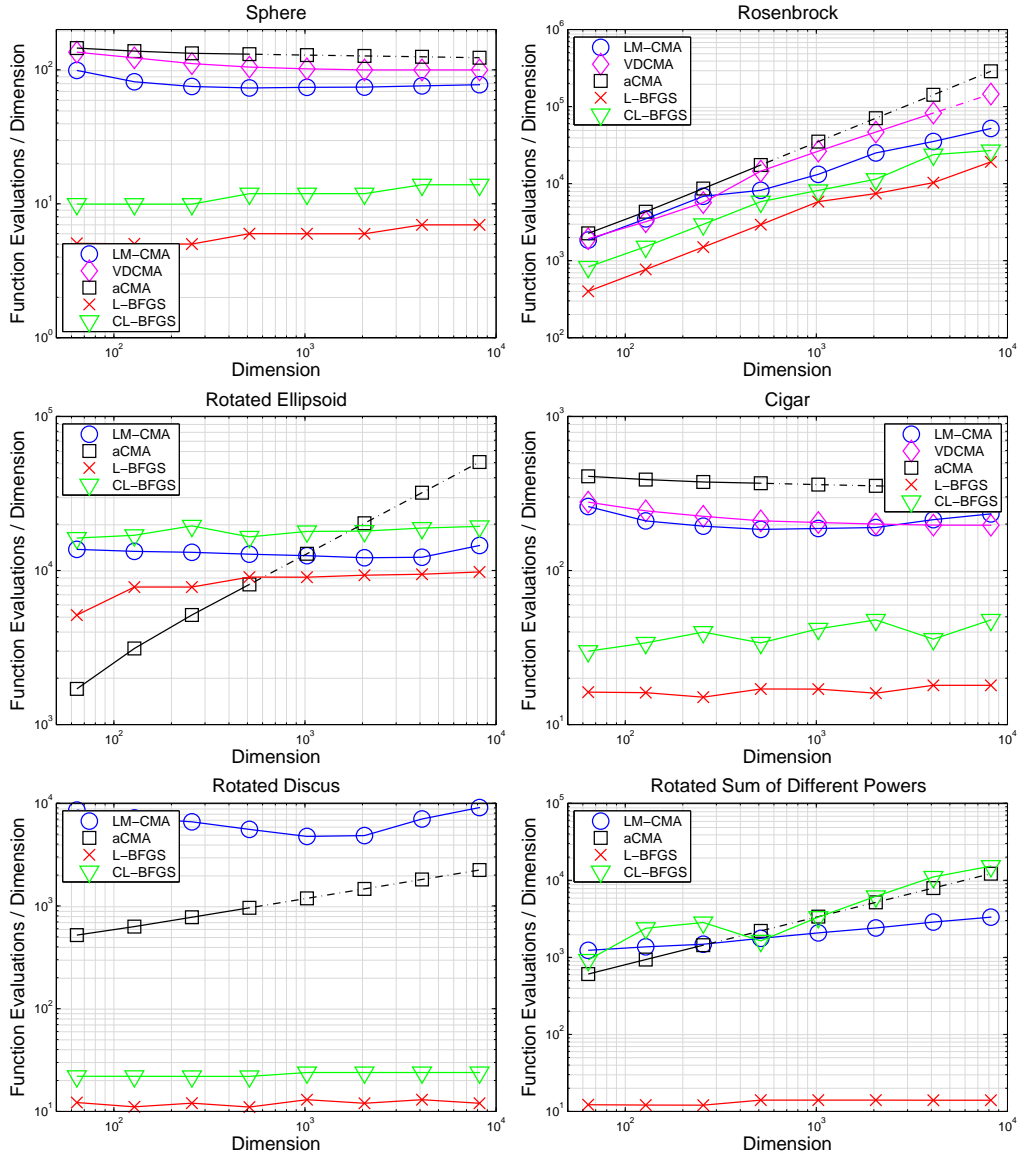 Sphere
Function Evaluations / Dimension
10^2
10^1
10^0
LM−CMA
VDCMA
aCMA
L−BFGS
CL−BFGS
10^2
10^3
10^4
Dimension
Rosenbrock
Function Evaluations / Dimension
10^6
10^5
10^4
10^3
10^2
LM−CMA
VDCMA
aCMA
L−BFGS
CL−BFGS
10^2
10^3
10^4
Dimension
Rotated Ellipsoid
Function Evaluations / Dimension
10^5
10^4
10^3
LM−CMA
aCMA
L−BFGS
CL−BFGS
10^2
10^3
10^4
Dimension
Cigar
Function Evaluations / Dimension
10^3
10^2
10^1
LM−CMA
VDCMA
aCMA
L−BFGS
CL−BFGS
10^2
10^3
10^4
Dimension
Rotated Discus
Function Evaluations / Dimension
10^4
10^3
10^2
10^1
LM−CMA
aCMA
L−BFGS
CL−BFGS
10^2
10^3
10^4
Dimension
Rotated Sum of Different Powers
Function Evaluations / Dimension
10^5
10^4
10^3
10^2
10^1
LM−CMA
aCMA
L−BFGS
CL−BFGS
10^2
10^3
10^4
Dimension